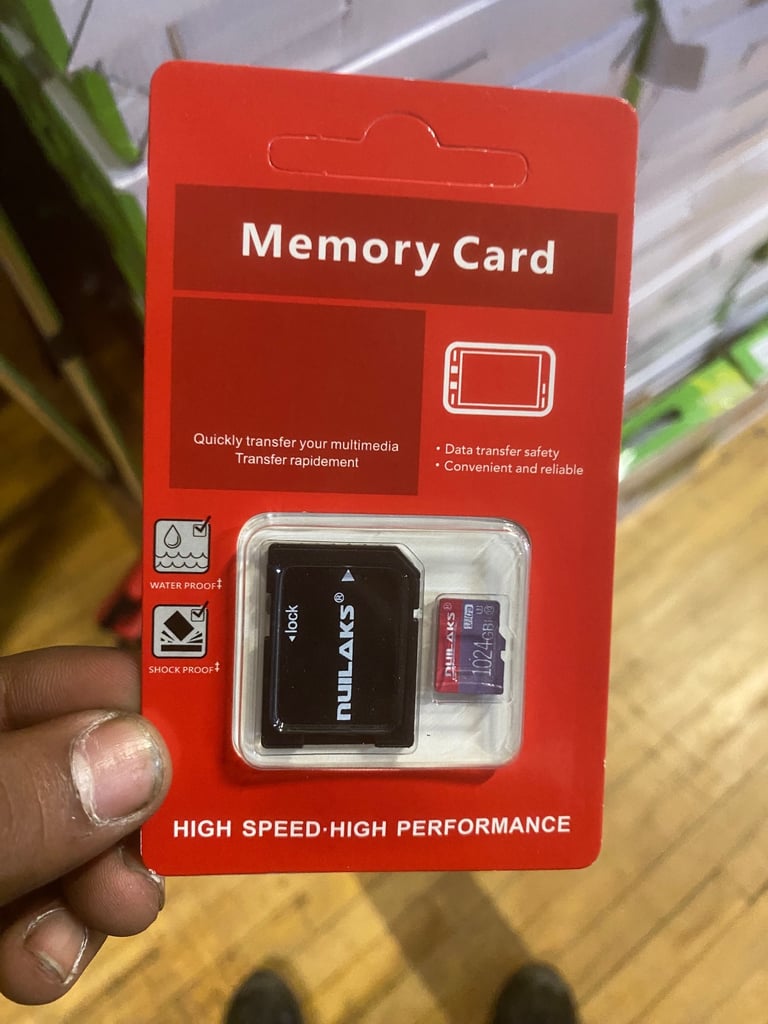 Memory Card
Quickly transfer your multimedia
Transfer rapidement
• Data transfer safety
• Convenient and reliable
WATER PROOF‡
SHOCK PROOF‡
◂lock
NUILAKS®
NUILAKS®
Ultra
1024GB
HIGH SPEED·HIGH PERFORMANCE